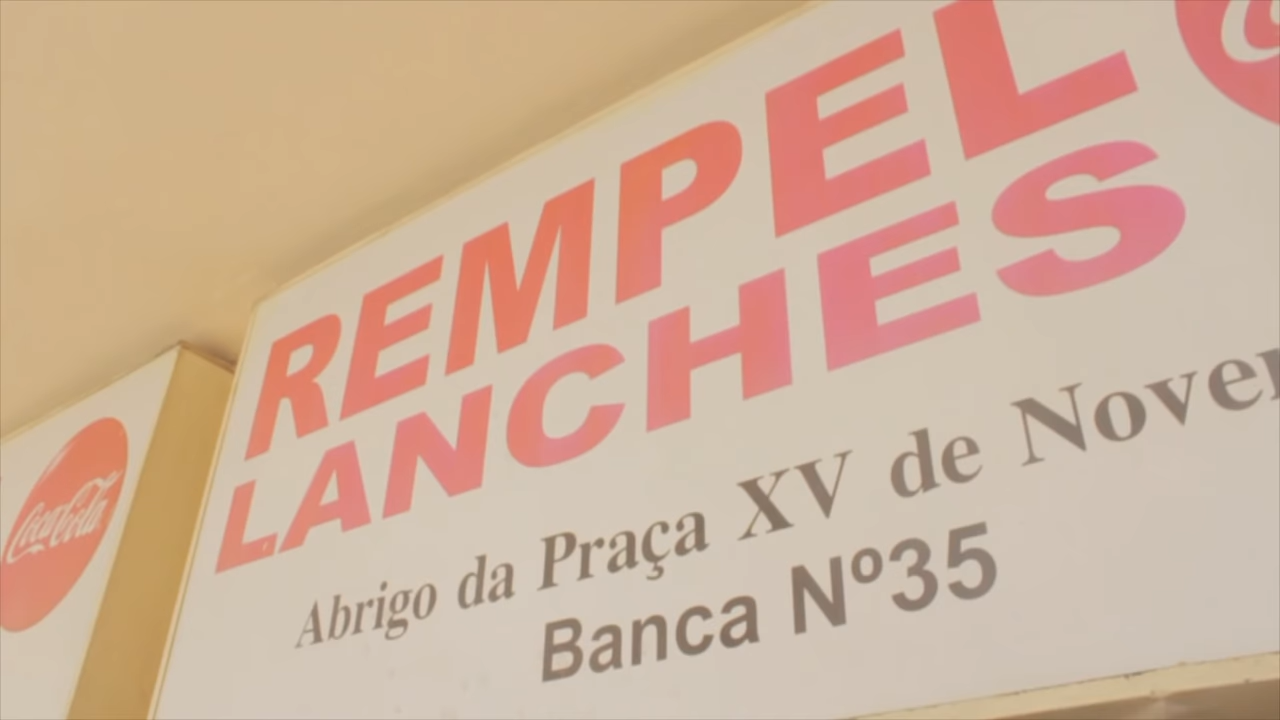 REMPEL
LANCHES
Abrigo da Praça XV de Novem
Banca Nº35
Coca-Cola